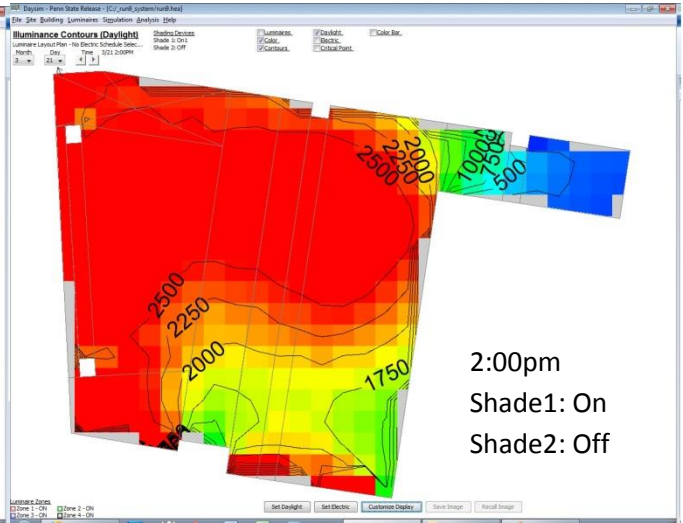 Daysim - Penn State Release - [C:/_run8_system/run8.hea]
File Site Building Luminaires Simulation Analysis Help
Illuminance Contours (Daylight)
Luminaire Layout Plan - No Electric Schedule Selec...
Month Day Time 3/21 2:00PM
3 21
Shading Devices
Shade 1: On1
Shade 2: Off
Luminaires Daylight Color Bar
Color Electric
Contours Critical Point
2500
2250
2000
1000
750
500
2500
2250
2000
1750
2:00pm
Shade1: On
Shade2: Off
Luminaire Zones
Zone 1 - ON Zone 2 - ON
Zone 3 - ON Zone 4 - ON
Set Daylight Set Electric Customize Display Save Image Recall Image